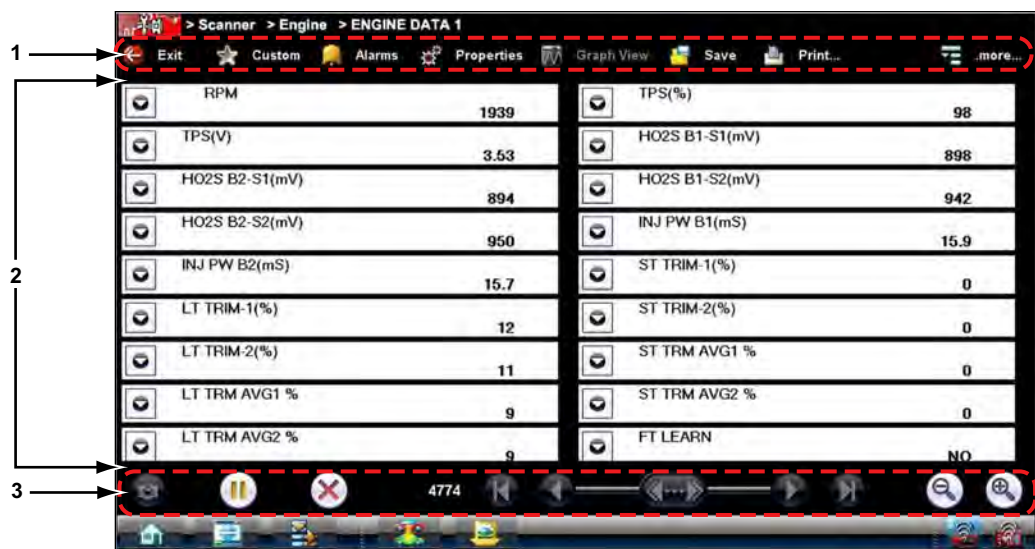 > Scanner > Engine > ENGINE DATA 1
1
Exit Custom Alarms Properties Graph View Save Print... .more...
RPM 1939
TPS(%) 98
TPS(V) 3.53
HO2S B1-S1(mV) 898
HO2S B2-S1(mV) 894
HO2S B1-S2(mV) 942
HO2S B2-S2(mV) 950
INJ PW B1(mS) 15.9
2
INJ PW B2(mS) 15.7
ST TRIM-1(%) 0
LT TRIM-1(%) 12
ST TRIM-2(%) 0
LT TRIM-2(%) 11
ST TRM AVG1 % 0
LT TRM AVG1 % 9
ST TRM AVG2 % 0
LT TRM AVG2 % 9
FT LEARN NO
3
4774